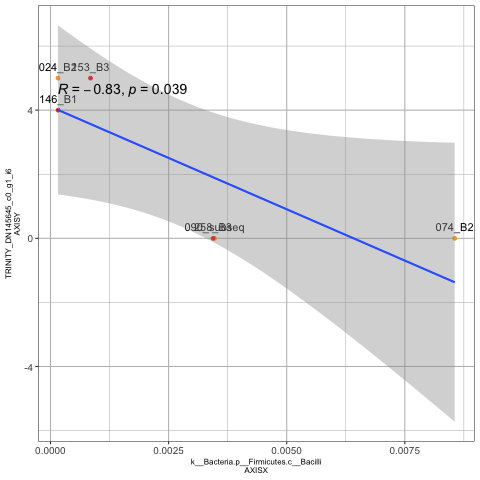 024_B2 153_B3
R = −0.83, p = 0.039
146_B1
4
074_B2
0
-4
0.0000 0.0025 0.0050 0.0075
k__Bacteria.p__Firmicutes.c__Bacilli
AXISX
TRINITY_DN145645_c0_g1_i6
AXISY